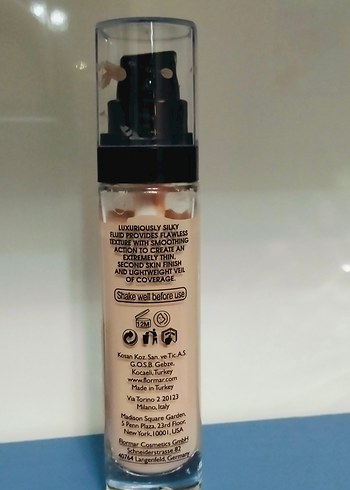 LUXURIOUSLY SILKY
FLUID PROVIDES FLAWLESS
TEXTURE WITH SMOOTHING
ACTION TO CREATE AN
EXTREMELY THIN,
SECOND SKIN FINISH
AND LIGHTWEIGHT VEIL
OF COVERAGE.
Shake well before use
12M
Kosan Koz. San. ve Tic. A.S.
G.O.S.B. Gebze,
Kocaeli, Turkey
www.flormar.com
Made in Turkey
Via Torino 2 20123
Milano, Italy
Madison Square Garden,
5 Penn Plaza, 23rd Floor,
NewYork,10001, USA
Flormar Cosmetics GmbH
Schneiderstrasse 82
40764 Langenfeld, Germany